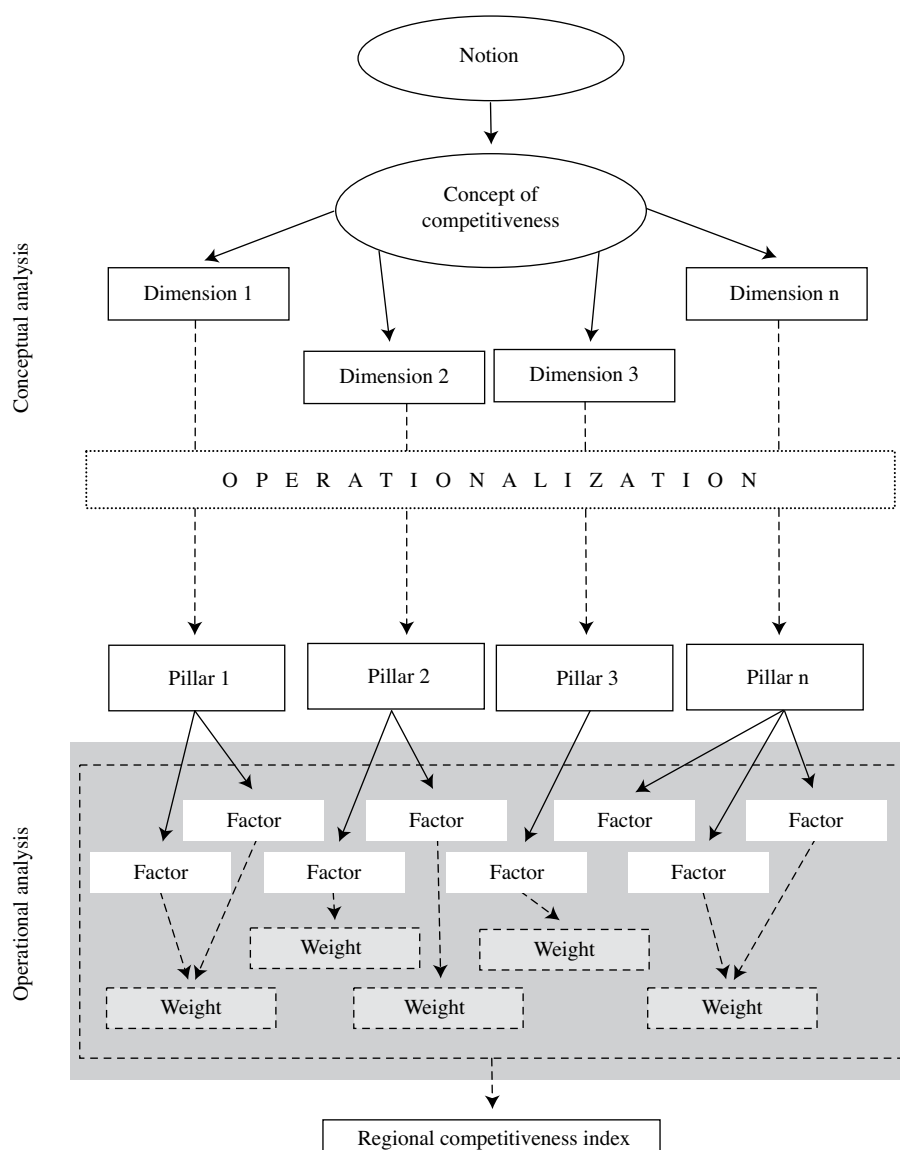 Notion
Concept of
competitiveness
Conceptual analysis
Dimension 1
Dimension n
Dimension 2
Dimension 3
O P E R A T I O N A L I Z A T I O N
Pillar 1
Pillar 2
Pillar 3
Pillar n
Operational analysis
Factor
Factor
Factor
Factor
Factor
Factor
Factor
Factor
Weight
Weight
Weight
Weight
Weight
Regional competitiveness index